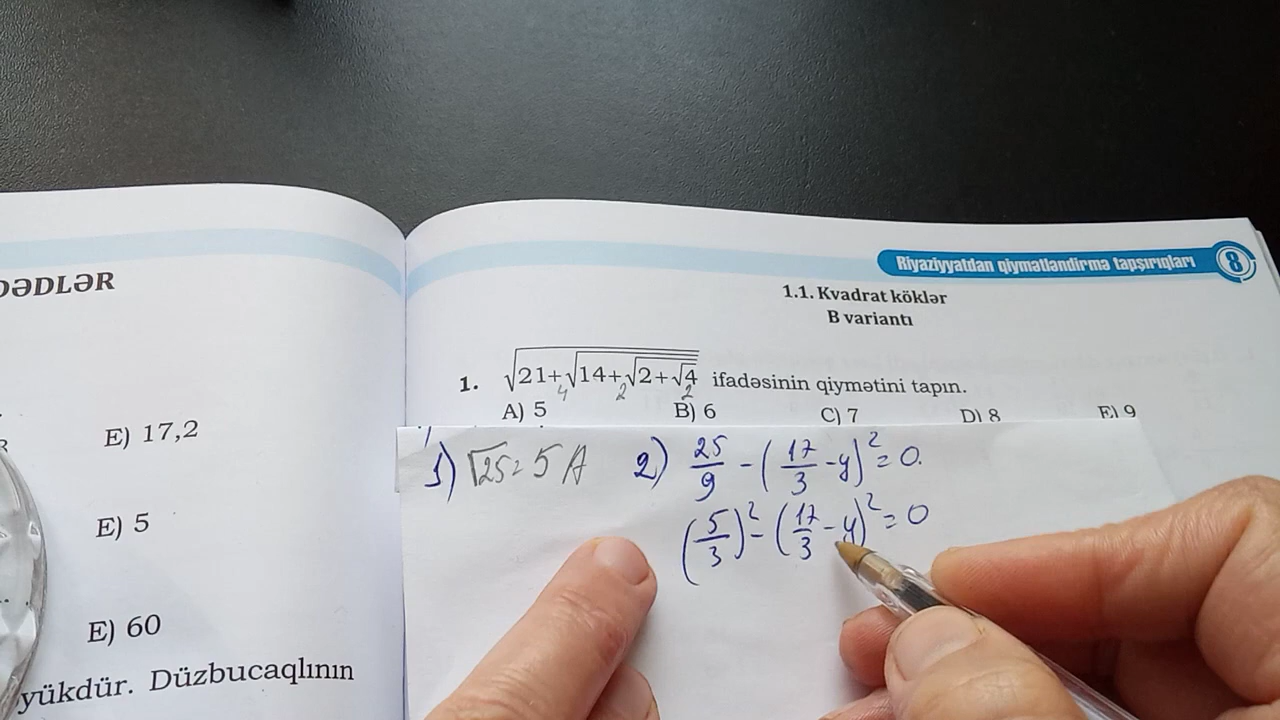 ƏDƏDLƏR
E) 17,2
E) 5
E) 60
yükdür. Düzbucaqlının
Riyaziyyatdan qiymətləndirmə tapşırıqları 8
1.1. Kvadrat köklər
B variantı
1. √(21+√(14+√(2+√4))) ifadəsinin qiymətini tapın.
4 2 2
A) 5 B) 6 C) 7 D) 8 E) 9
1) √25 = 5 A 2) 25/9 - (17/3 - y)² = 0.
(5/3)² - (17/3 - y)² = 0